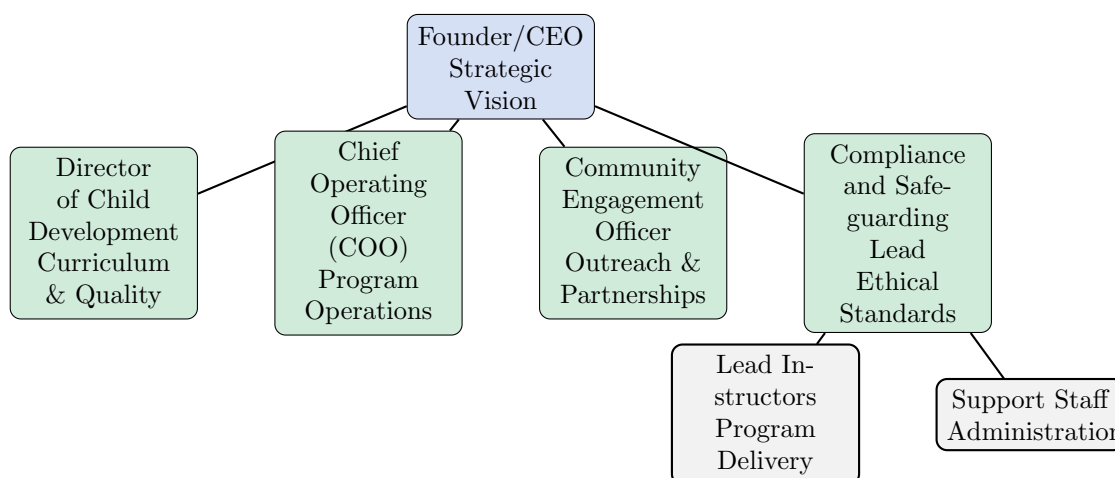 Founder/CEO
Strategic
Vision
Director
of Child
Development
Curriculum
& Quality
Chief
Operating
Officer
(COO)
Program
Operations
Community
Engagement
Officer
Outreach &
Partnerships
Compliance
and Safe-
guarding
Lead
Ethical
Standards
Lead In-
structors
Program
Delivery
Support Staff
Administration